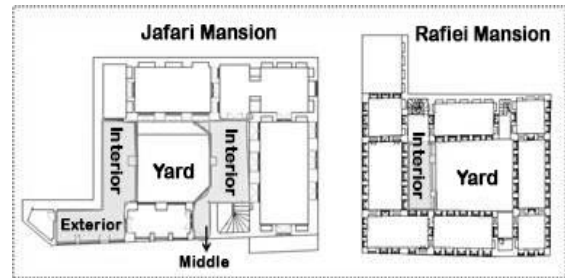 Jafari Mansion
Rafiei Mansion
Interior
Yard
Interior
Exterior
Middle
Interior
Yard